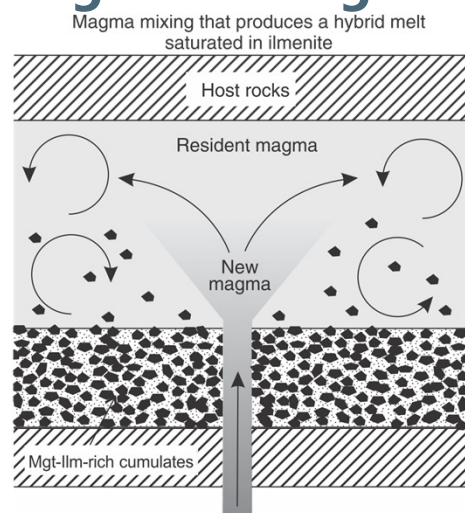 Magma mixing that produces a hybrid melt
saturated in ilmenite
Host rocks
Resident magma
New
magma
Mgt-Ilm-rich cumulates